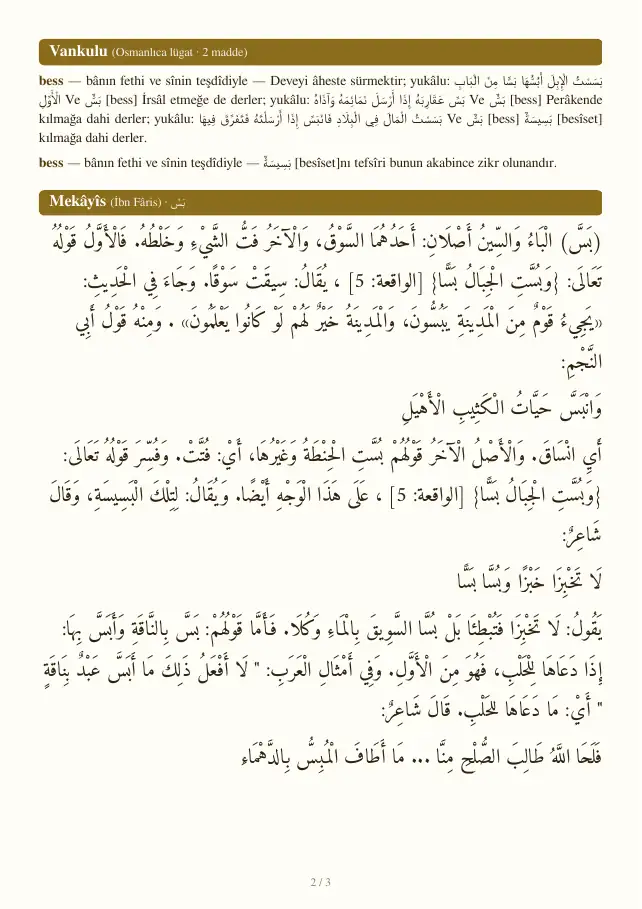 Vankulu (Osmanlıca lügat · 2 madde)
bess — bânın fethi ve sînin teşdîdiyle — Deveyi âheste sürmektir; yukâlu: بَسَسْتُ الْإِبِلَ أَبُسُّهَا بَسًّا مِنَ الْبَابِ
الْأَوَّلِ Ve بَسٌّ [bess] İrsâl etmeğe de derler; yukâlu: بَسَّ عَقَارِبَهُ إِذَا أَرْسَلَ نَمَائِمَهُ وَآذَاهُ Ve بَسٌّ [bess] Perâkende
kılmağa dahi derler; yukâlu: بَسَسْتُ الْمَالَ فِي الْبِلَادِ فَانْبَسَّ إِذَا أَرْسَلْتَهُ فَتَفَرَّقَ فِيهَا Ve بَسٌّ [bess] بَسِيسَةٌ [besîset]
kılmağa dahi derler.
bess — bânın fethi ve sînin teşdîdiyle — بَسِيسَةٌ [besîset]nı tefsîri bunun akabince zikr olunandır.
Mekâyîs (İbn Fâris) · بَسّ
(بَسَّ) الْبَاءُ وَالسِّينُ أَصْلَانِ: أَحَدُهُمَا السَّوْقُ، وَالْآخَرُ فَتُّ الشَّيْءِ وَخَلْطُهُ. فَالْأَوَّلُ قَوْلُهُ
تَعَالَى: {وَبُسَّتِ الْجِبَالُ بَسًّا} [الواقعة: 5] ، يُقَالُ: سِيقَتْ سَوْقًا. وَجَاءَ فِي الْحَدِيثِ:
«يَجِيءُ قَوْمٌ مِنَ الْمَدِينَةِ يَبُسُّونَ، وَالْمَدِينَةُ خَيْرٌ لَهُمْ لَوْ كَانُوا يَعْلَمُونَ» . وَمِنْهُ قَوْلُ أَبِي
النَّجْمِ:
وَانْبَسَّ حَيَّاتُ الْكَثِيبِ الْأَهْيَلِ
أَيِ انْسَاقَ. وَالْأَصْلُ الْآخَرُ قَوْلُهُمْ بُسَّتِ الْحِنْطَةُ وَغَيْرُهَا، أَيْ: فُتَّتْ. وَفُسِّرَ قَوْلُهُ تَعَالَى:
{وَبُسَّتِ الْجِبَالُ بَسًّا} [الواقعة: 5] ، عَلَى هَذَا الْوَجْهِ أَيْضًا. وَيُقَالُ: لِتِلْكَ الْبَسِيسَةِ، وَقَالَ
شَاعِرٌ:
لَا تَخْبِزَا خَبْزًا وَبُسَّا بَسًّا
يَقُولُ: لَا تَخْبِزَا فَتُبْطِئَا بَلْ بُسَّا السَّوِيقَ بِالْمَاءِ وَكُلَا. فَأَمَّا قَوْلُهُمْ: بَسَّ بِالنَّاقَةِ وَأَبَسَّ بِهَا:
إِذَا دَعَاهَا لِلْحَلْبِ، فَهُوَ مِنَ الْأَوَّلِ. وَفِي أَمْثَالِ الْعَرَبِ: " لَا أَفْعَلُ ذَلِكَ مَا أَبَسَّ عَبْدٌ بِنَاقَةٍ
" أَيْ: مَا دَعَاهَا لِلحَلْبِ. قَالَ شَاعِرٌ:
فَلَحَا اللَّهُ طَالِبَ الصُّلْحِ مِنَّا ... مَا أَطَافَ الْمُبِسُّ بِالدَّهْمَاءِ
2 / 3